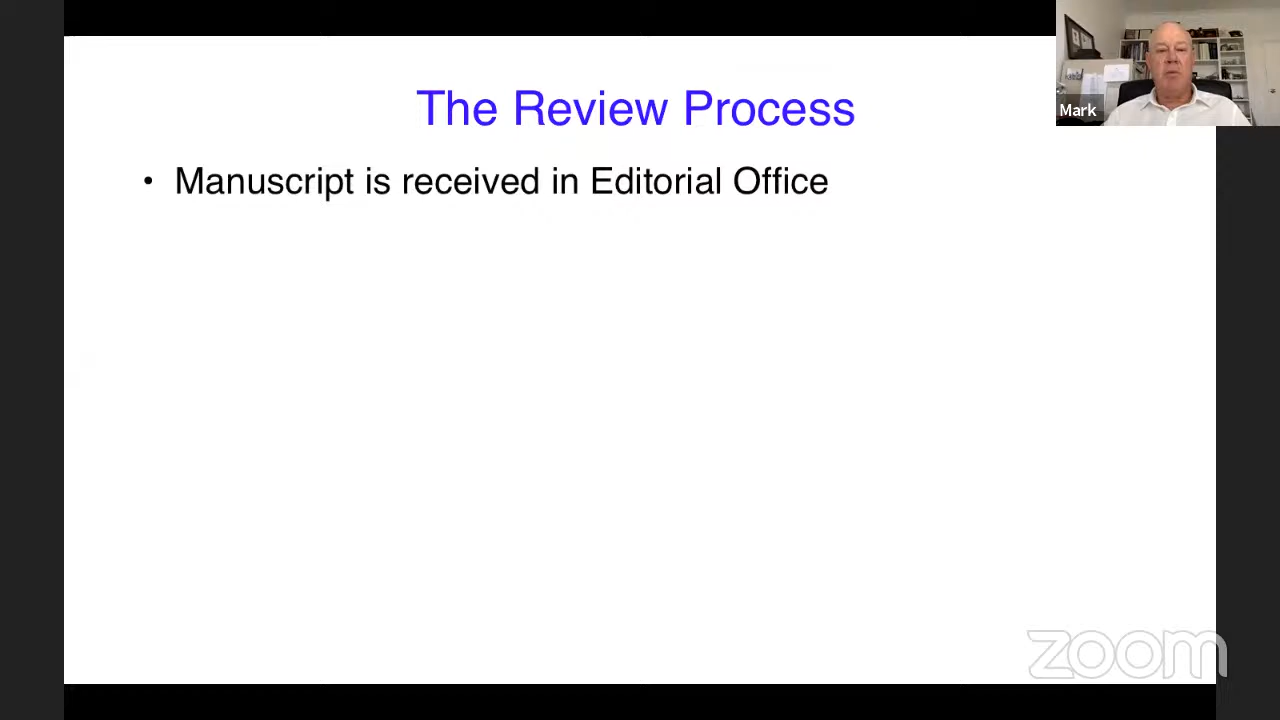 The Review Process
• Manuscript is received in Editorial Office
Mark
zoom